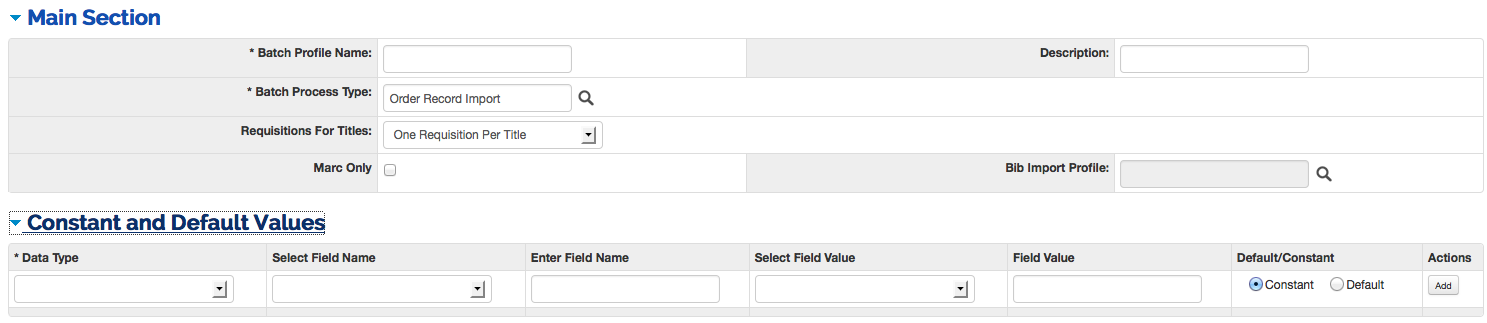 Main Section
* Batch Profile Name: Description:
* Batch Process Type: Order Record Import
Requisitions For Titles: One Requisition Per Title
Marc Only Bib Import Profile:
Constant and Default Values
* Data Type Select Field Name Enter Field Name Select Field Value Field Value Default/Constant Actions
Constant Default Add